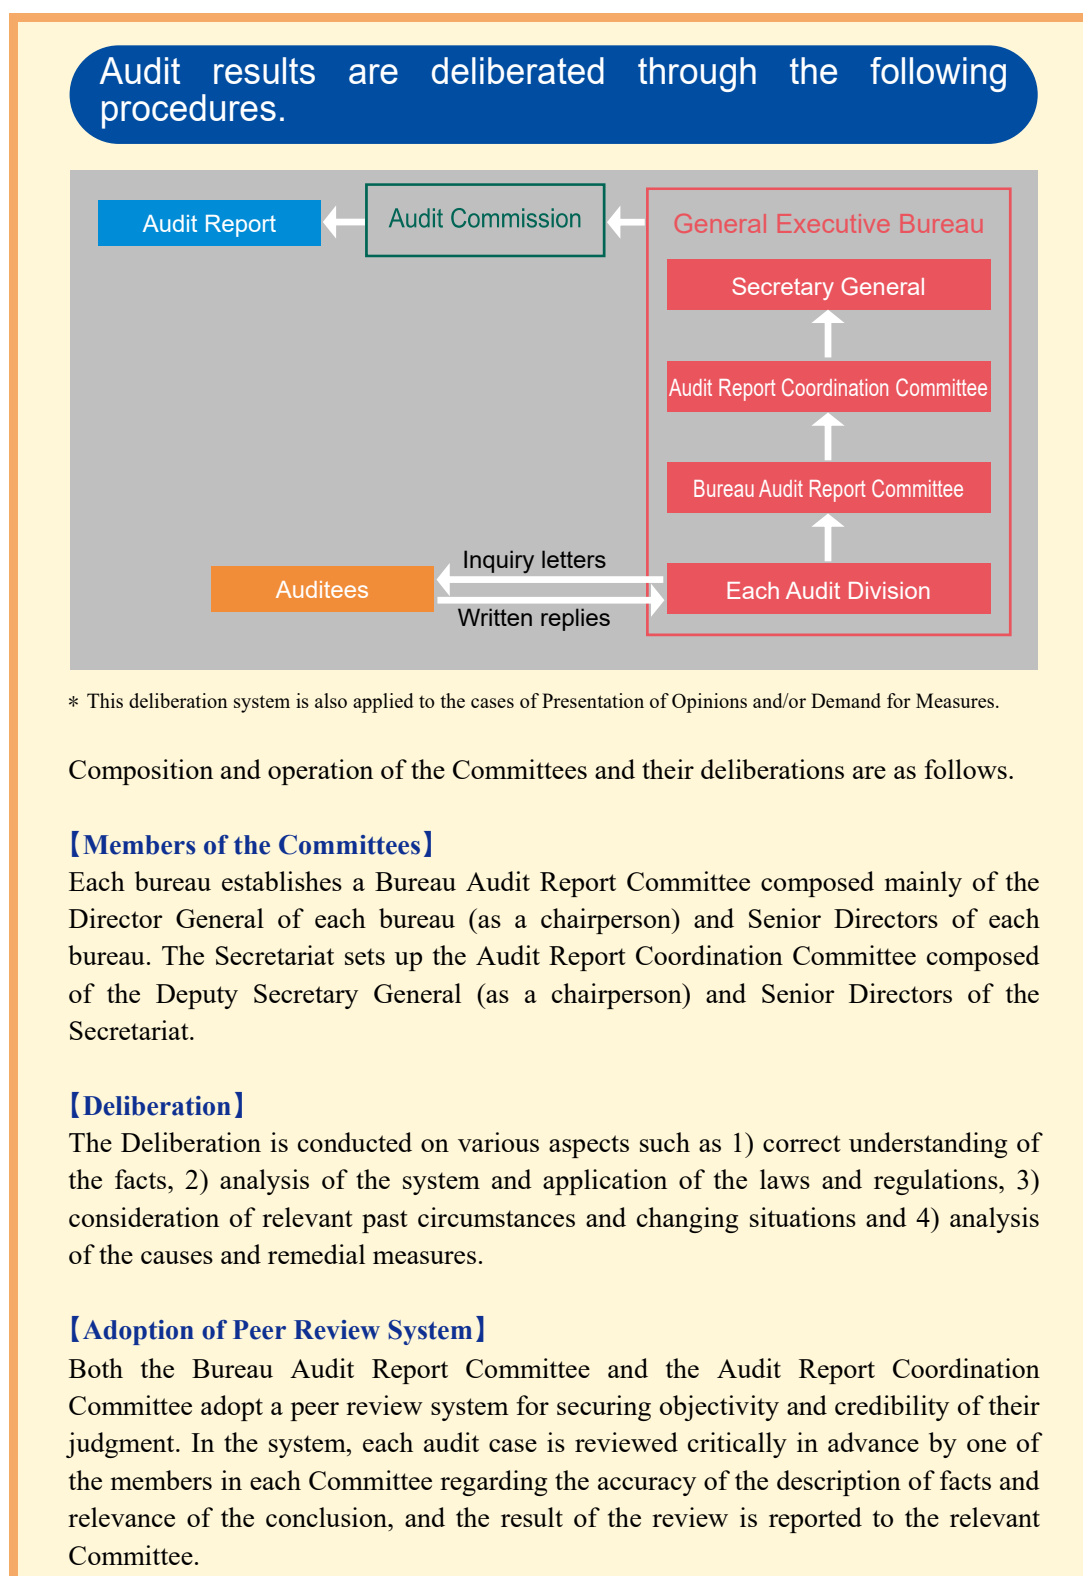 Audit results are deliberated through the following
procedures.
Audit Report
Audit Commission
General Executive Bureau
Secretary General
Audit Report Coordination Committee
Bureau Audit Report Committee
Inquiry letters
Auditees
Each Audit Division
Written replies
* This deliberation system is also applied to the cases of Presentation of Opinions and/or Demand for Measures.
Composition and operation of the Committees and their deliberations are as follows.
【Members of the Committees】
Each bureau establishes a Bureau Audit Report Committee composed mainly of the
Director General of each bureau (as a chairperson) and Senior Directors of each
bureau. The Secretariat sets up the Audit Report Coordination Committee composed
of the Deputy Secretary General (as a chairperson) and Senior Directors of the
Secretariat.
【Deliberation】
The Deliberation is conducted on various aspects such as 1) correct understanding of
the facts, 2) analysis of the system and application of the laws and regulations, 3)
consideration of relevant past circumstances and changing situations and 4) analysis
of the causes and remedial measures.
【Adoption of Peer Review System】
Both the Bureau Audit Report Committee and the Audit Report Coordination
Committee adopt a peer review system for securing objectivity and credibility of their
judgment. In the system, each audit case is reviewed critically in advance by one of
the members in each Committee regarding the accuracy of the description of facts and
relevance of the conclusion, and the result of the review is reported to the relevant
Committee.